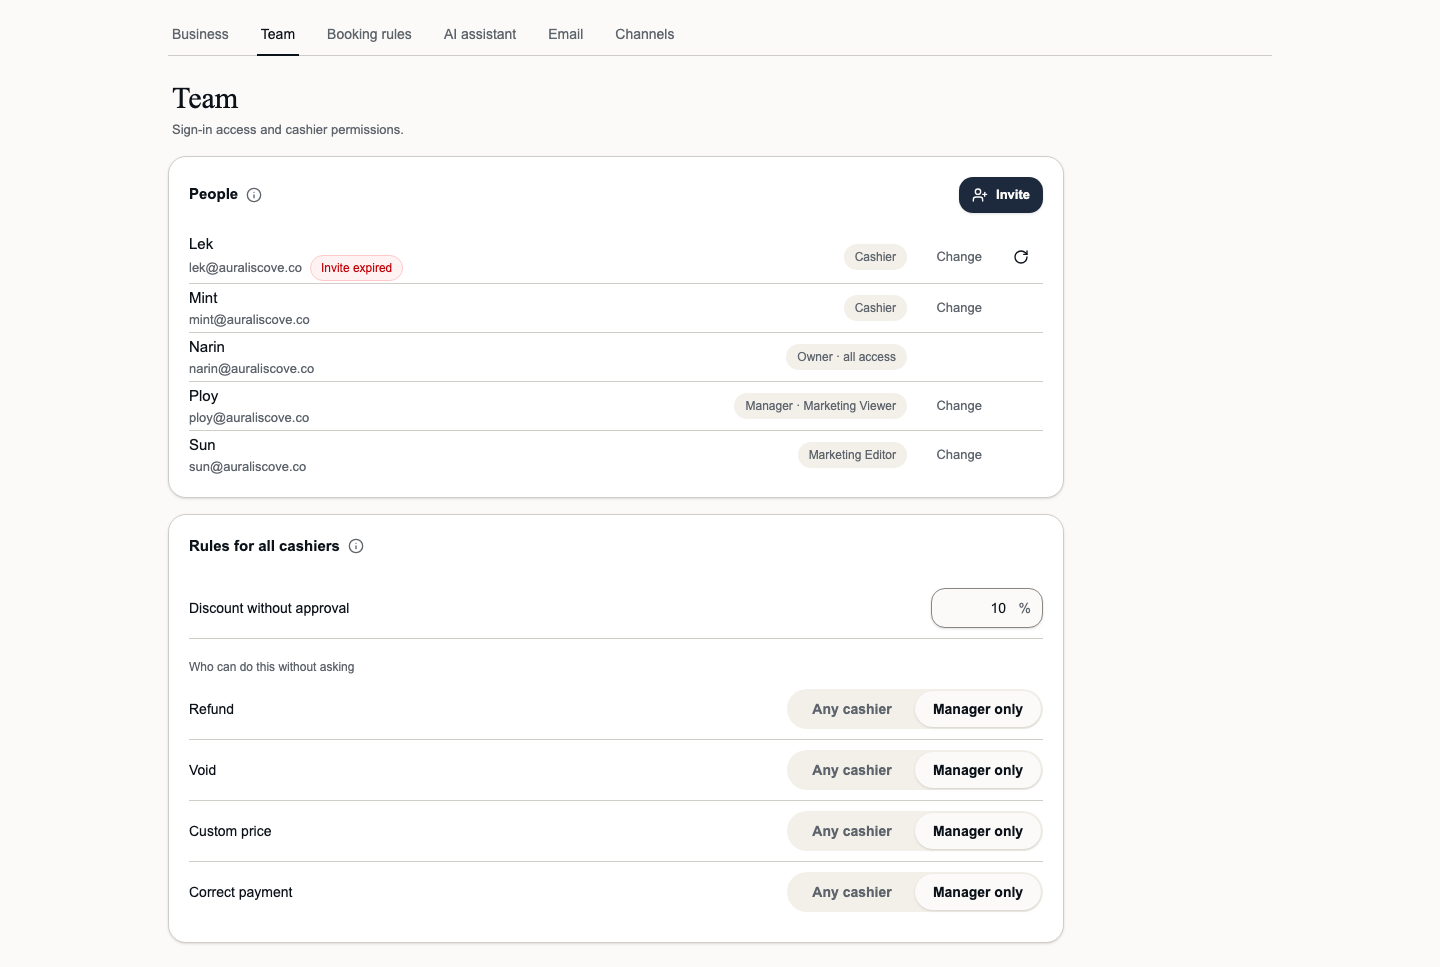 Business Team Booking rules AI assistant Email Channels
Team
Sign-in access and cashier permissions.
People
Invite
Lek
lek@auraliscove.co Invite expired
Cashier Change
Mint
mint@auraliscove.co
Cashier Change
Narin
narin@auraliscove.co
Owner · all access
Ploy
ploy@auraliscove.co
Manager · Marketing Viewer Change
Sun
sun@auraliscove.co
Marketing Editor Change
Rules for all cashiers
Discount without approval 10 %
Who can do this without asking
Refund Any cashier Manager only
Void Any cashier Manager only
Custom price Any cashier Manager only
Correct payment Any cashier Manager only